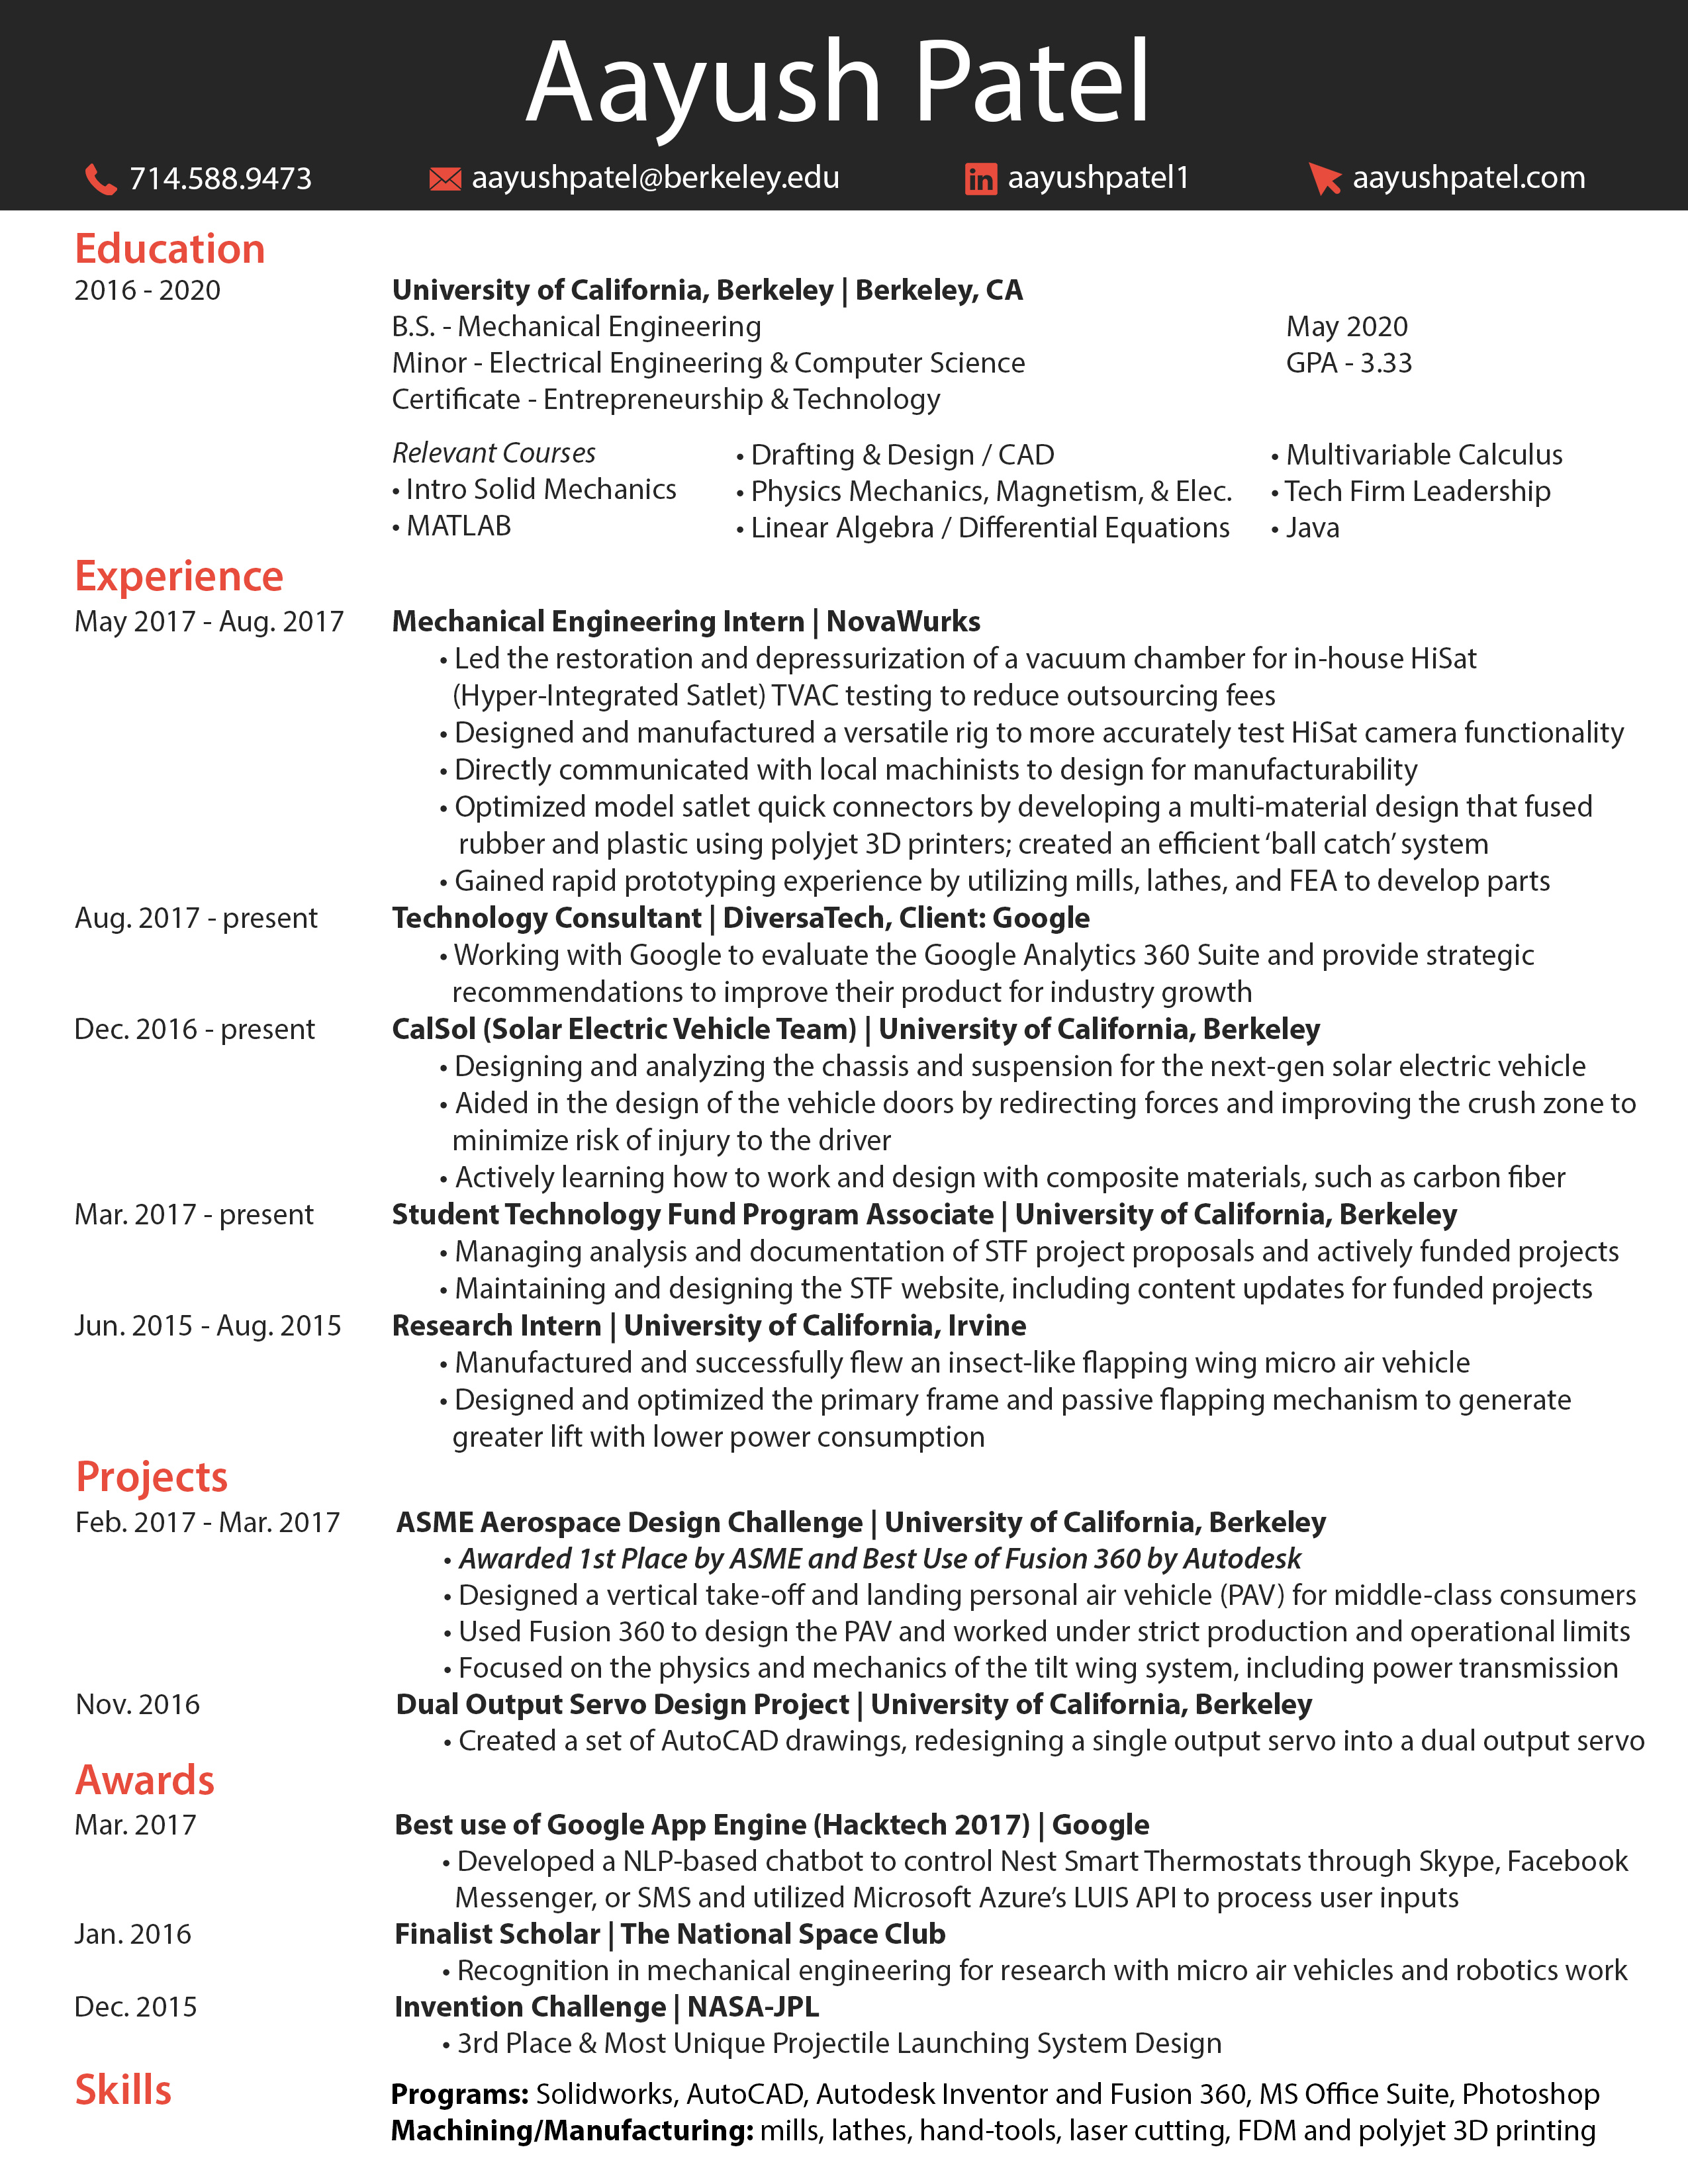 Aayush Patel
714.588.9473 aayushpatel@berkeley.edu in aayushpatel1 aayushpatel.com
Education
2016 - 2020 University of California, Berkeley | Berkeley, CA
B.S. - Mechanical Engineering May 2020
Minor - Electrical Engineering & Computer Science GPA - 3.33
Certificate - Entrepreneurship & Technology
Relevant Courses • Drafting & Design / CAD • Multivariable Calculus
• Intro Solid Mechanics • Physics Mechanics, Magnetism, & Elec. • Tech Firm Leadership
• MATLAB • Linear Algebra / Differential Equations • Java
Experience
May 2017 - Aug. 2017 Mechanical Engineering Intern | NovaWurks
• Led the restoration and depressurization of a vacuum chamber for in-house HiSat
(Hyper-Integrated Satlet) TVAC testing to reduce outsourcing fees
• Designed and manufactured a versatile rig to more accurately test HiSat camera functionality
• Directly communicated with local machinists to design for manufacturability
• Optimized model satlet quick connectors by developing a multi-material design that fused
rubber and plastic using polyjet 3D printers; created an efficient ‘ball catch’ system
• Gained rapid prototyping experience by utilizing mills, lathes, and FEA to develop parts
Aug. 2017 - present Technology Consultant | DiversaTech, Client: Google
• Working with Google to evaluate the Google Analytics 360 Suite and provide strategic
recommendations to improve their product for industry growth
Dec. 2016 - present CalSol (Solar Electric Vehicle Team) | University of California, Berkeley
• Designing and analyzing the chassis and suspension for the next-gen solar electric vehicle
• Aided in the design of the vehicle doors by redirecting forces and improving the crush zone to
minimize risk of injury to the driver
• Actively learning how to work and design with composite materials, such as carbon fiber
Mar. 2017 - present Student Technology Fund Program Associate | University of California, Berkeley
• Managing analysis and documentation of STF project proposals and actively funded projects
• Maintaining and designing the STF website, including content updates for funded projects
Jun. 2015 - Aug. 2015 Research Intern | University of California, Irvine
• Manufactured and successfully flew an insect-like flapping wing micro air vehicle
• Designed and optimized the primary frame and passive flapping mechanism to generate
greater lift with lower power consumption
Projects
Feb. 2017 - Mar. 2017 ASME Aerospace Design Challenge | University of California, Berkeley
• Awarded 1st Place by ASME and Best Use of Fusion 360 by Autodesk
• Designed a vertical take-off and landing personal air vehicle (PAV) for middle-class consumers
• Used Fusion 360 to design the PAV and worked under strict production and operational limits
• Focused on the physics and mechanics of the tilt wing system, including power transmission
Nov. 2016 Dual Output Servo Design Project | University of California, Berkeley
• Created a set of AutoCAD drawings, redesigning a single output servo into a dual output servo
Awards
Mar. 2017 Best use of Google App Engine (Hacktech 2017) | Google
• Developed a NLP-based chatbot to control Nest Smart Thermostats through Skype, Facebook
Messenger, or SMS and utilized Microsoft Azure’s LUIS API to process user inputs
Jan. 2016 Finalist Scholar | The National Space Club
• Recognition in mechanical engineering for research with micro air vehicles and robotics work
Dec. 2015 Invention Challenge | NASA-JPL
• 3rd Place & Most Unique Projectile Launching System Design
Skills Programs: Solidworks, AutoCAD, Autodesk Inventor and Fusion 360, MS Office Suite, Photoshop
Machining/Manufacturing: mills, lathes, hand-tools, laser cutting, FDM and polyjet 3D printing